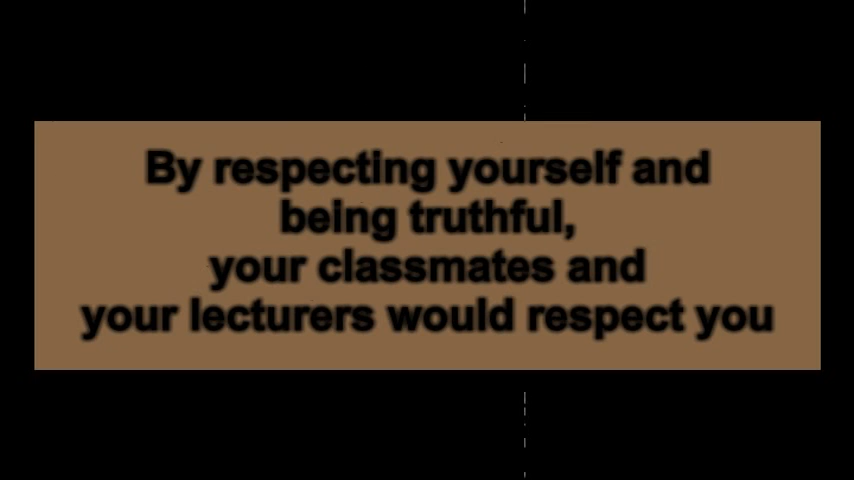 By respecting yourself and
being truthful,
your classmates and
your lecturers would respect you